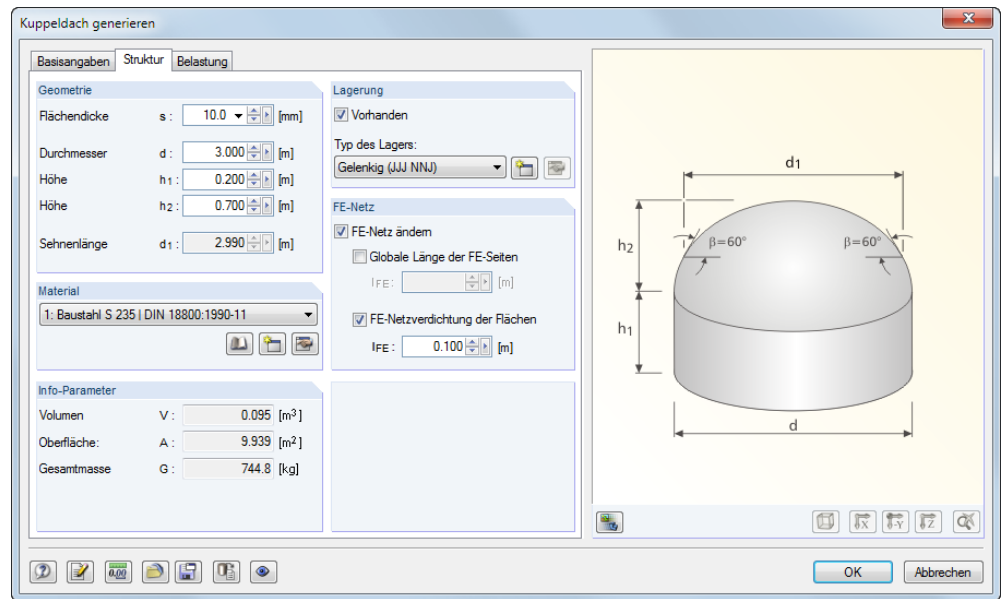 Kuppeldach generieren
Basisangaben Struktur Belastung
Geometrie
Flächendicke s : 10.0 [mm]
Durchmesser d : 3.000 [m]
Höhe h1 : 0.200 [m]
Höhe h2 : 0.700 [m]
Sehnenlänge d1 : 2.990 [m]
Material
1: Baustahl S 235 | DIN 18800:1990-11
Info-Parameter
Volumen V : 0.095 [m³]
Oberfläche: A : 9.939 [m²]
Gesamtmasse G : 744.8 [kg]
Lagerung
Vorhanden
Typ des Lagers:
Gelenkig (JJJ NNJ)
FE-Netz
FE-Netz ändern
Globale Länge der FE-Seiten
lFE : [m]
FE-Netzverdichtung der Flächen
lFE : 0.100 [m]
d1
h2
β=60° β=60°
h1
d
X -Y Z
0.00
OK Abbrechen